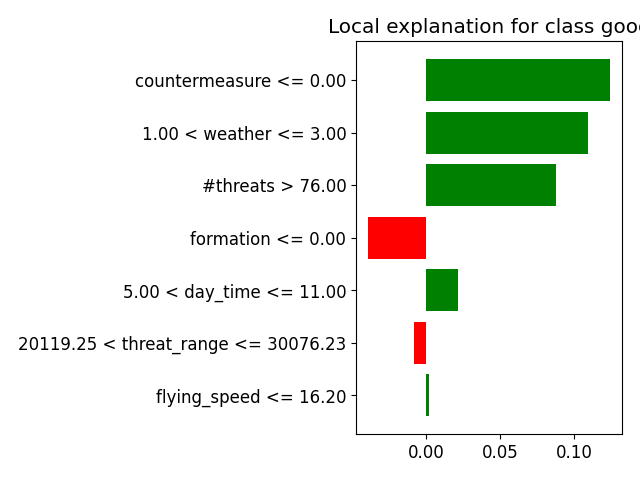 Local explanation for class good
countermeasure <= 0.00
1.00 < weather <= 3.00
#threats > 76.00
formation <= 0.00
5.00 < day_time <= 11.00
20119.25 < threat_range <= 30076.23
flying_speed <= 16.20
0.00 0.05 0.10